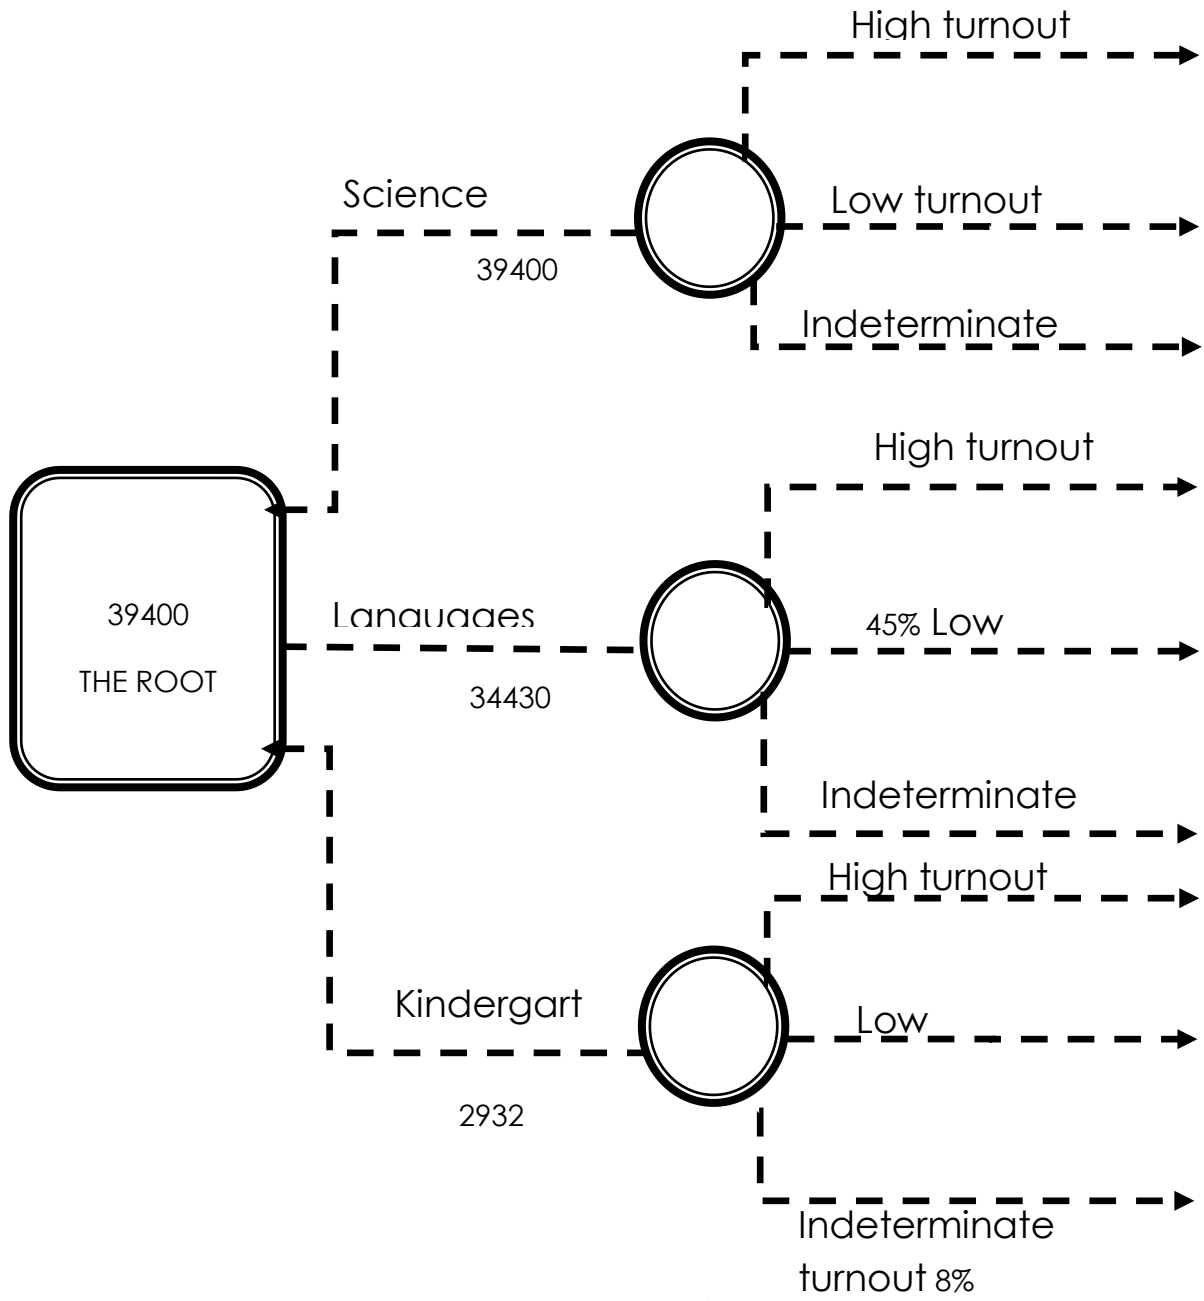 High turnout
Science
Low turnout
39400
Indeterminate
High turnout
39400
THE ROOT
Languages
34430
45% Low
Indeterminate
High turnout
Kindergart
2932
Low
Indeterminate
turnout 8%